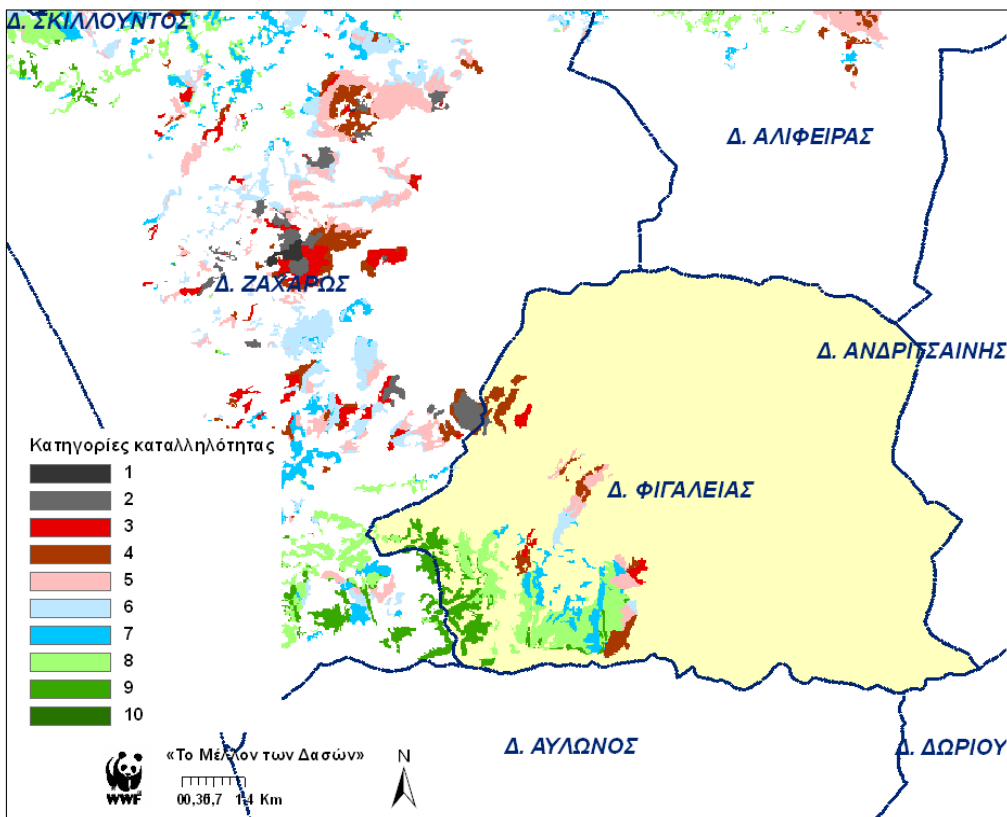 Δ. ΣΚΙΛΛΟΥΝΤΟΣ
Δ. ΑΛΙΦΕΙΡΑΣ
Δ. ΖΑΧΑΡΩΣ
Δ. ΑΝΔΡΙΤΣΑΙΝΗΣ
Δ. ΦΙΓΑΛΕΙΑΣ
Κατηγορίες καταλληλότητας
1
2
3
4
5
6
7
8
9
10
Δ. ΑΥΛΩΝΟΣ
Δ. ΔΩΡΙΟΥ
«Το Μέλλον των Δασών»
N
WWF
Km